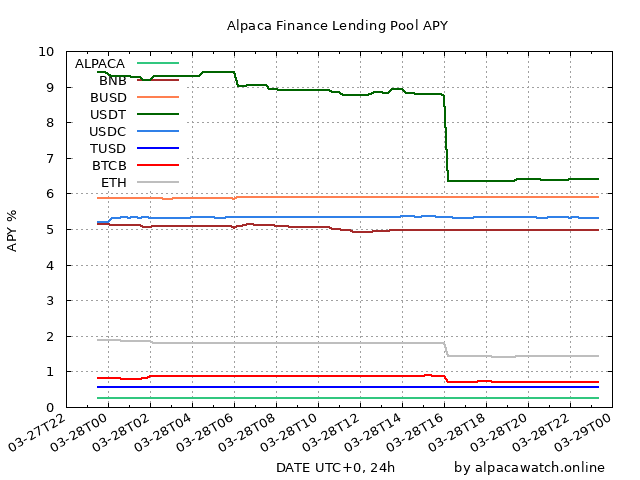 Alpaca Finance Lending Pool APY
10
9
8
7
6
5
4
3
2
1
0
APY %
ALPACA
BNB
BUSD
USDT
USDC
TUSD
BTCB
ETH
03-27T22
03-28T00
03-28T02
03-28T04
03-28T06
03-28T08
03-28T10
03-28T12
03-28T14
03-28T16
03-28T18
03-28T20
03-28T22
03-29T00
DATE UTC+0, 24h
by alpacawatch.online